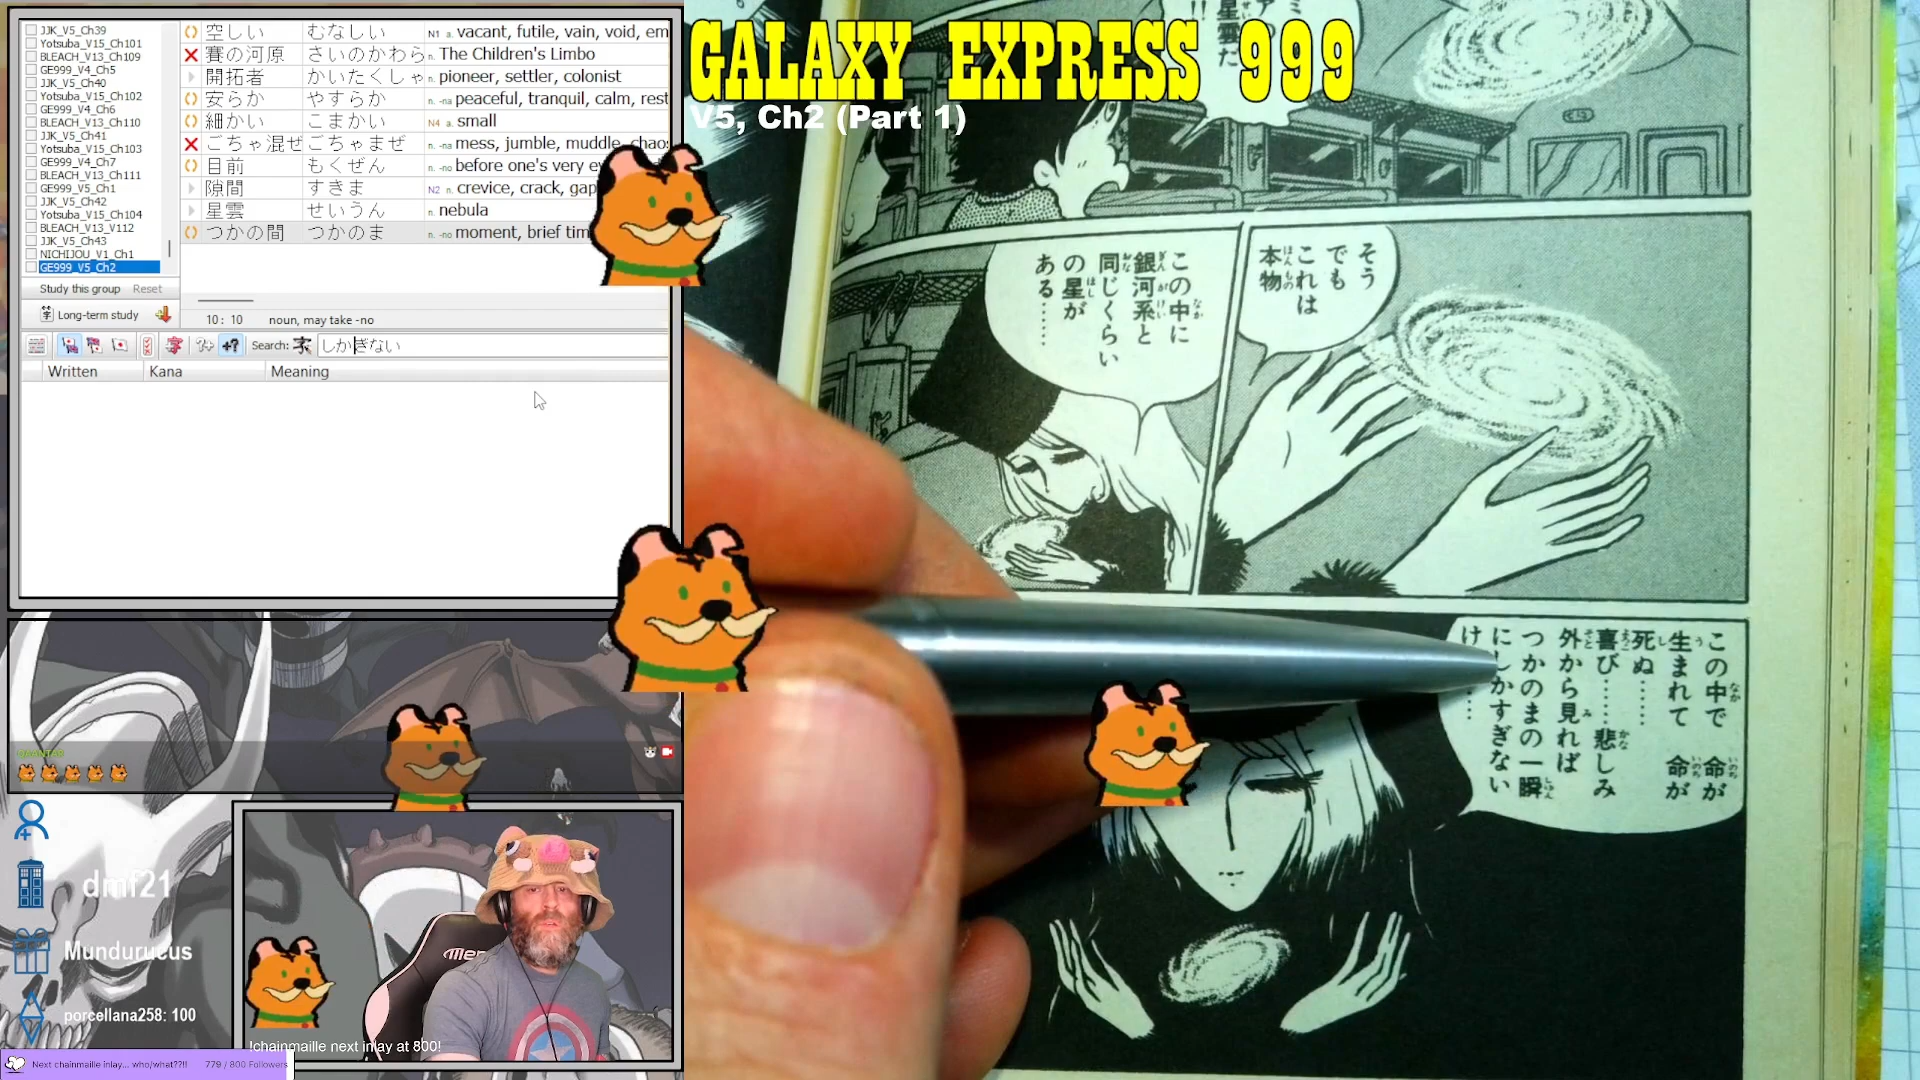 JJK_V5_Ch39
Yotsuba_V15_Ch101
BLEACH_V13_Ch109
GE999_V4_Ch5
JJK_V5_Ch40
Yotsuba_V15_Ch102
GE999_V4_Ch6
BLEACH_V13_Ch110
JJK_V5_Ch41
Yotsuba_V15_Ch103
GE999_V4_Ch7
BLEACH_V13_Ch111
GE999_V5_Ch1
JJK_V5_Ch42
Yotsuba_V15_Ch104
BLEACH_V13_V112
JJK_V5_Ch43
NICHIJOU_V1_Ch1
GE999_V5_Ch2
Study this group Reset
Long-term study
空しい むなしい N1 a. vacant, futile, vain, void, em
賽の河原 さいのかわら n. The Children's Limbo
開拓者 かいたくしゃ n. pioneer, settler, colonist
安らか やすらか n. -na peaceful, tranquil, calm, rest
細かい こまかい N4 a. small
ごちゃ混ぜ ごちゃまぜ n. -na mess, jumble, muddle, chaos
目前 もくぜん n. -no before one's very ey
隙間 すきま N2 n. crevice, crack, gap
星雲 せいうん n. nebula
つかの間 つかのま n. -no moment, brief tim
10: 10 noun, may take -no
Search: しかぎない
Written Kana Meaning
GALAXY EXPRESS 999
V5, Ch2 (Part 1)
そう
でも
これは
本物
この中に
銀河系と
同じくらい
の星が
ある……
この中で 命が
生まれて 命が
死ぬ……
喜び……悲しみ
外から見れば
つかのまの一瞬
にしかすぎない
け……
dmf21
Mundurucus
porcellana258: 100
!chainmaille next inlay at 800!
Next chainmaille inlay... who/what??!! 779 / 800 Followers